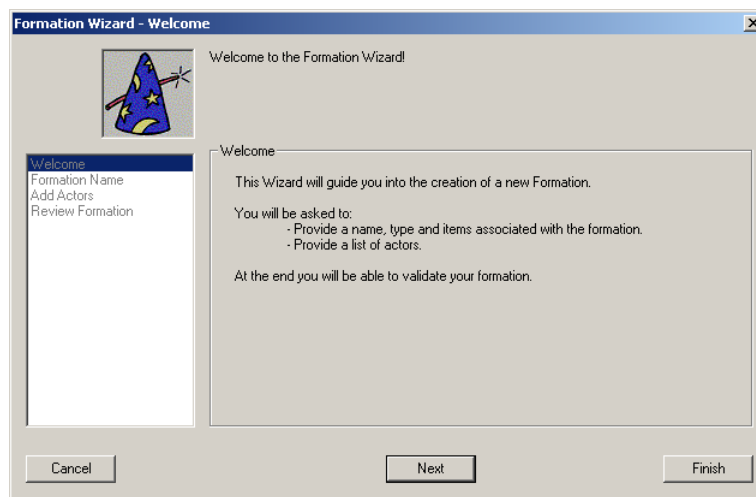 Formation Wizard - Welcome
Welcome to the Formation Wizard!
Welcome
Formation Name
Add Actors
Review Formation
Welcome
This Wizard will guide you into the creation of a new Formation.
You will be asked to:
- Provide a name, type and items associated with the formation.
- Provide a list of actors.
At the end you will be able to validate your formation.
Cancel
Next
Finish